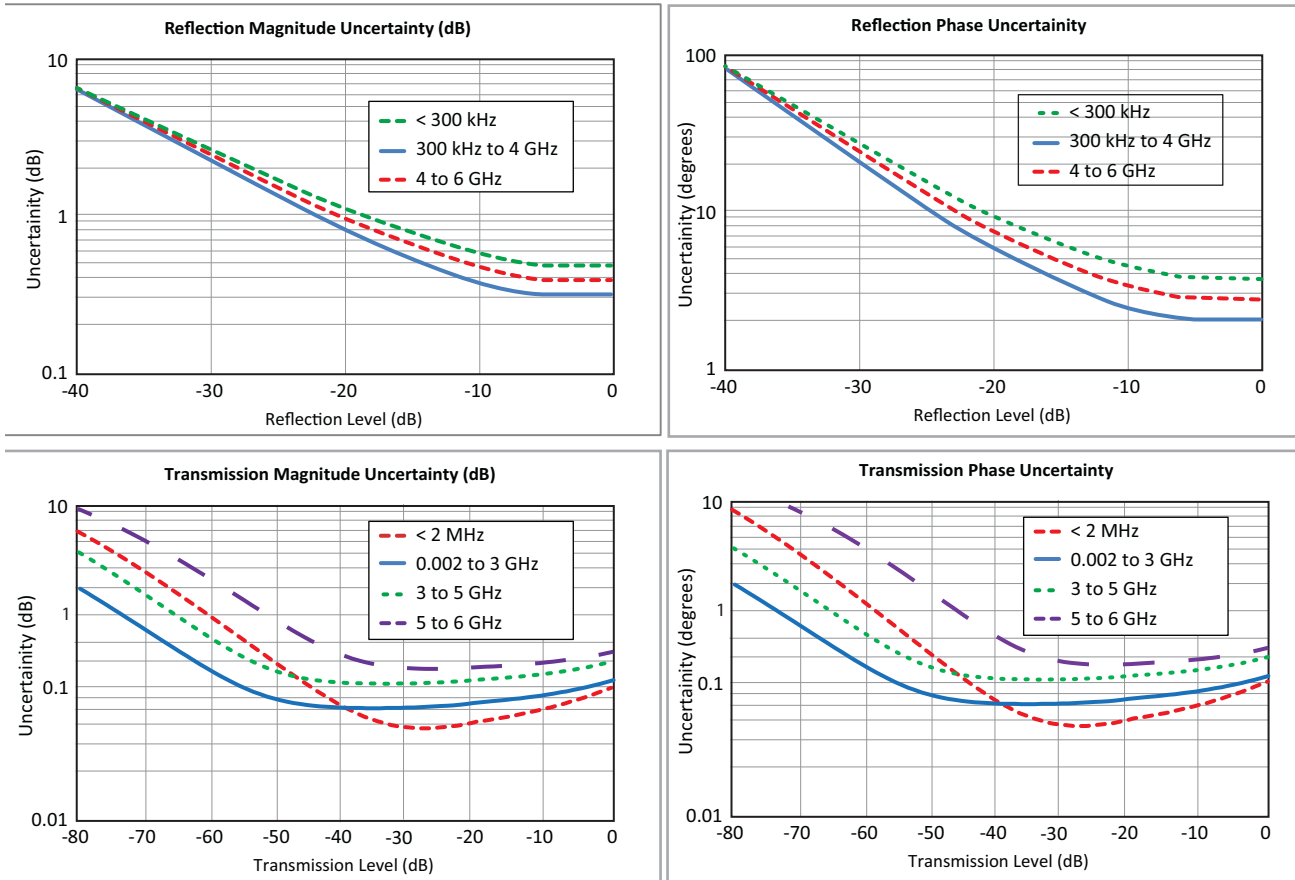 Reflection Magnitude Uncertainty (dB)
10
1
0.1
Uncertainity (dB)
< 300 kHz
300 kHz to 4 GHz
4 to 6 GHz
-40 -30 -20 -10 0
Reflection Level (dB)
Reflection Phase Uncertainity
100
10
1
Uncertainity (degrees)
< 300 kHz
300 kHz to 4 GHz
4 to 6 GHz
-40 -30 -20 -10 0
Reflection Level (dB)
Transmission Magnitude Uncertainty (dB)
10
1
0.1
0.01
Uncertainity (dB)
< 2 MHz
0.002 to 3 GHz
3 to 5 GHz
5 to 6 GHz
-80 -70 -60 -50 -40 -30 -20 -10 0
Transmission Level (dB)
Transmission Phase Uncertainty
10
1
0.1
0.01
Uncertainity (degrees)
< 2 MHz
0.002 to 3 GHz
3 to 5 GHz
5 to 6 GHz
-80 -70 -60 -50 -40 -30 -20 -10 0
Transmission Level (dB)